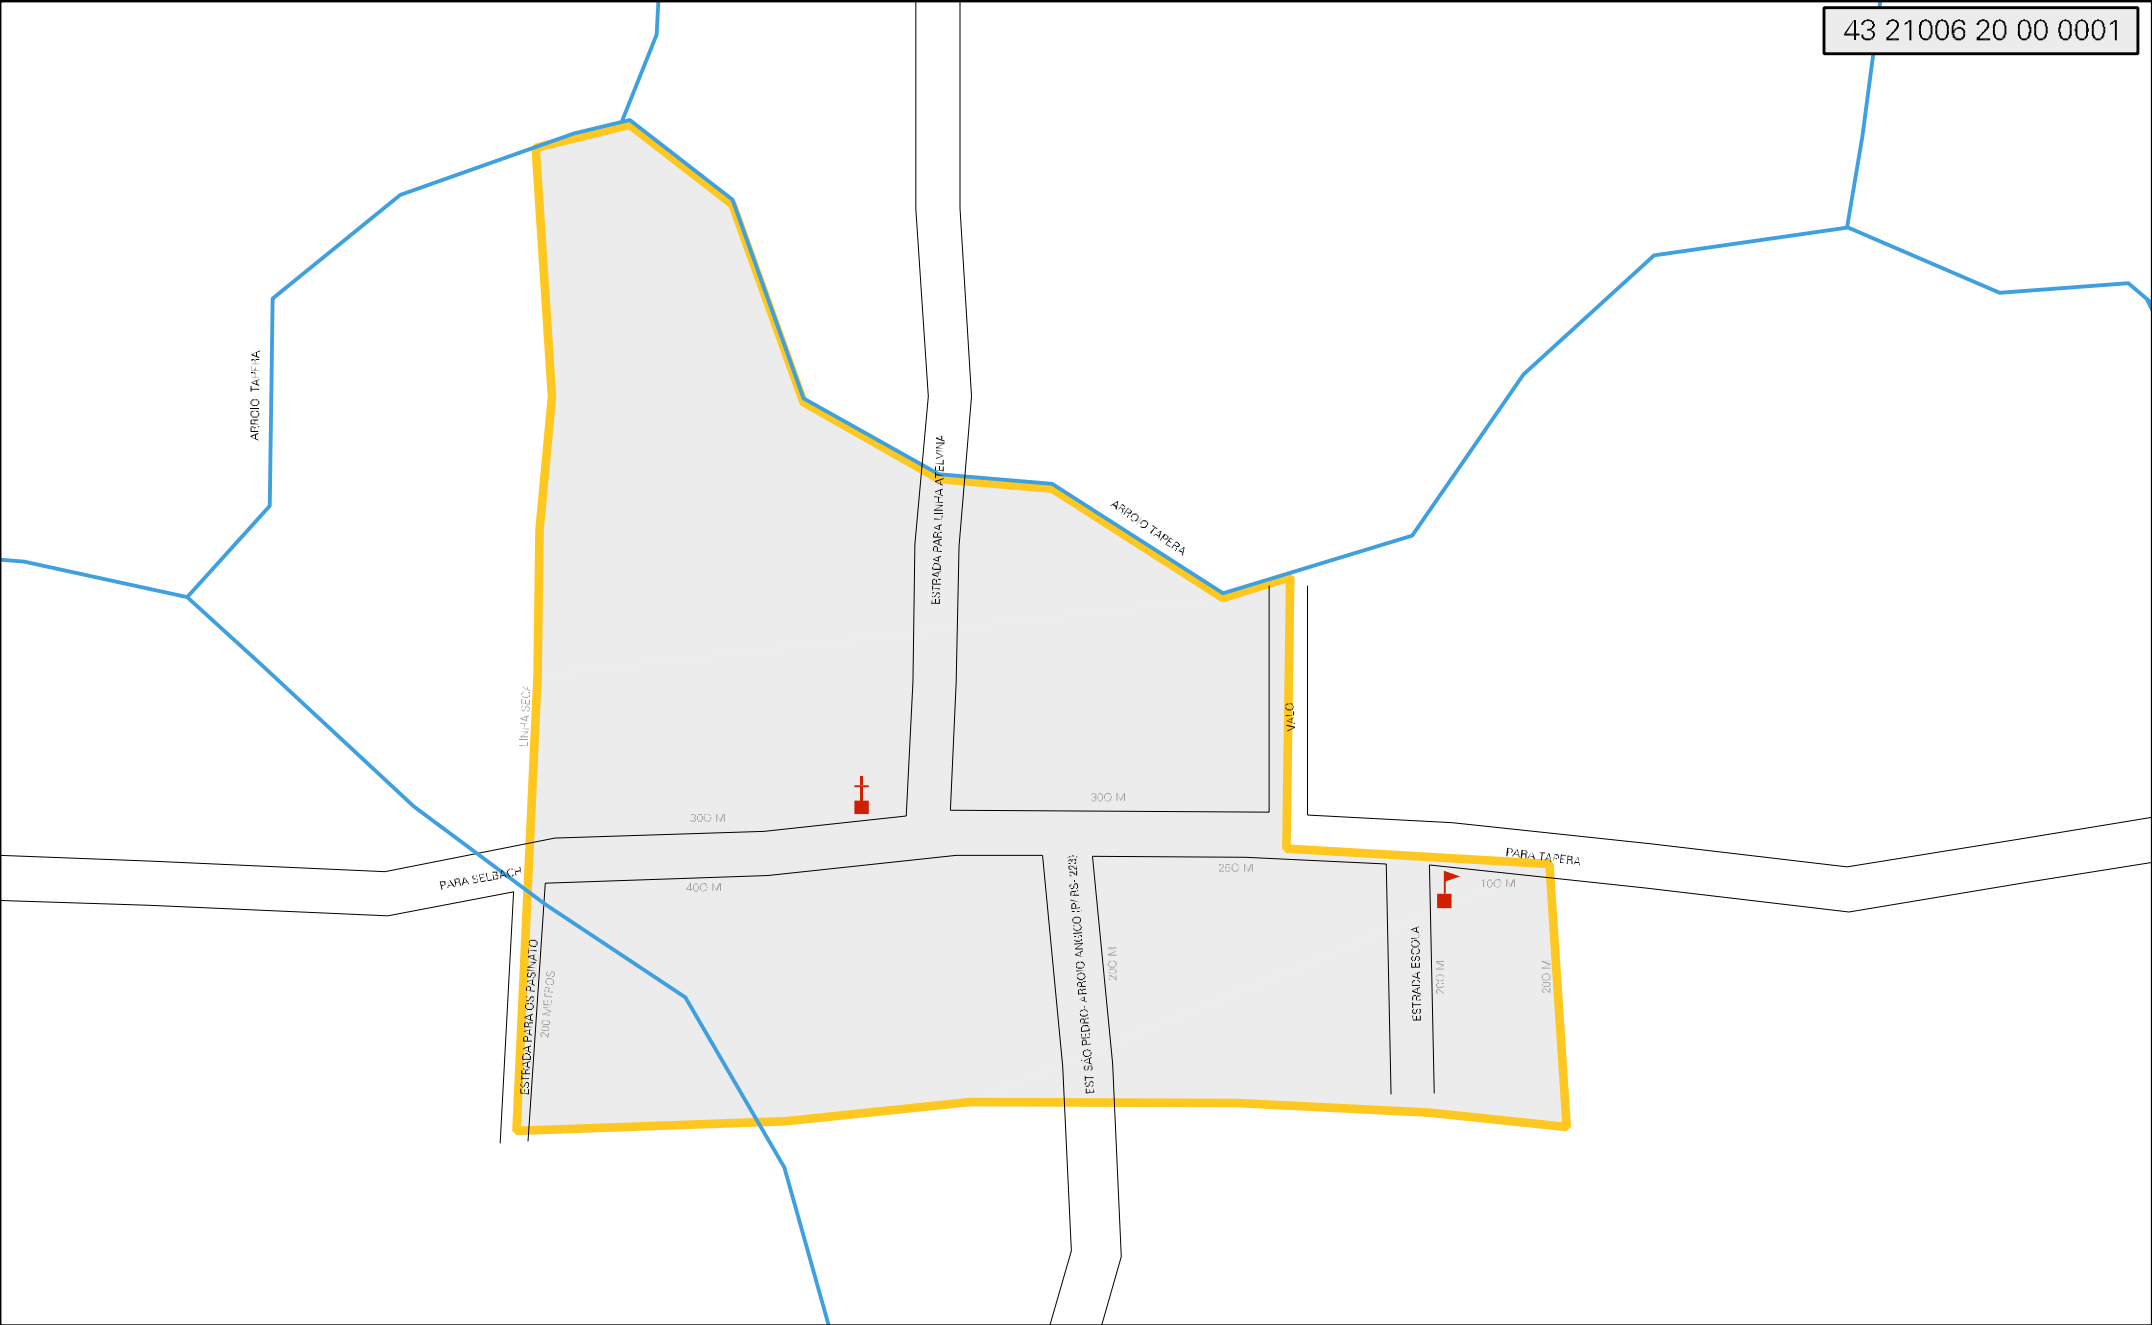 43 21006 20 00 0001
ARROIO TAPERA
ESTRADA PARA LINHA ATELVINA
ARROIO TAPERA
LINHA SECA
VALO
300 M
300 M
PARA SELBACH
400 M
250 M
PARA TAPERA
100 M
ESTRADA PARA OS PASINATO
200 METROS
EST SÃO PEDRO- ARROIO ANGICO (P/ RS- 223)
200 M
ESTRADA ESCOLA
200 M
200 M